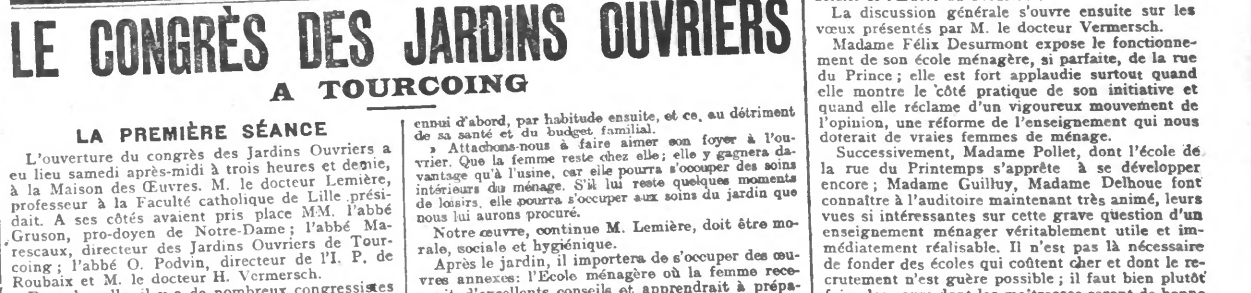 LE CONGRÈS DES JARDINS OUVRIERS
A TOURCOING
LA PREMIÈRE SÉANCE
L'ouverture du congrès des Jardins Ouvriers a
eu lieu samedi après-midi à trois heures et demie,
à la Maison des Œuvres. M. le docteur Lemière,
professeur à la Faculté catholique de Lille prési-
dait. A ses côtés avaient pris place MM. l'abbé
Gruson, pro-doyen de Notre-Dame ; l'abbé Ma-
rescaux, directeur des Jardins Ouvriers de Tour-
coing ; l'abbé O. Podvin, directeur de l'I. P. de
Roubaix et M. le docteur H. Vermersch.
de nombreux congressistes
ennui d'abord, par habitude ensuite, et ce, au détriment
de sa santé et du budget familial.
» Attachons-nous à faire aimer son foyer à l'ou-
vrier. Que la femme reste chez elle ; elle y gagnera da-
vantage qu'à l'usine, car elle pourra s'occuper des soins
intérieurs du ménage. S'il lui reste quelques moments
de loisirs, elle pourra s'occuper aux soins du jardin que
nous lui aurons procuré.
Notre œuvre, continue M. Lemière, doit être mo-
rale, sociale et hygiénique.
Après le jardin, il importera de s'occuper des œu-
vres annexes: l'Ecole ménagère où la femme rece-
d'excellents conseils et apprendrait à prépa-
La discussion générale s'ouvre ensuite sur les
vœux présentés par M. le docteur Vermersch.
Madame Félix Desurmont expose le fonctionne-
ment de son école ménagère, si parfaite, de la rue
du Prince ; elle est fort applaudie surtout quand
elle montre le côté pratique de son initiative et
quand elle réclame d'un vigoureux mouvement de
l'opinion, une réforme de l'enseignement qui nous
doterait de vraies femmes de ménage.
Successivement, Madame Pollet, dont l'école de
la rue du Printemps s'apprête à se développer
encore ; Madame Guilluy, Madame Delhoue font
connaître à l'auditoire maintenant très animé, leurs
vues si intéressantes sur cette grave question d'un
enseignement ménager véritablement utile et im-
médiatement réalisable. Il n'est pas là nécessaire
de fonder des écoles qui coûtent cher et dont le re-
crutement n'est guère possible ; il faut bien plutôt